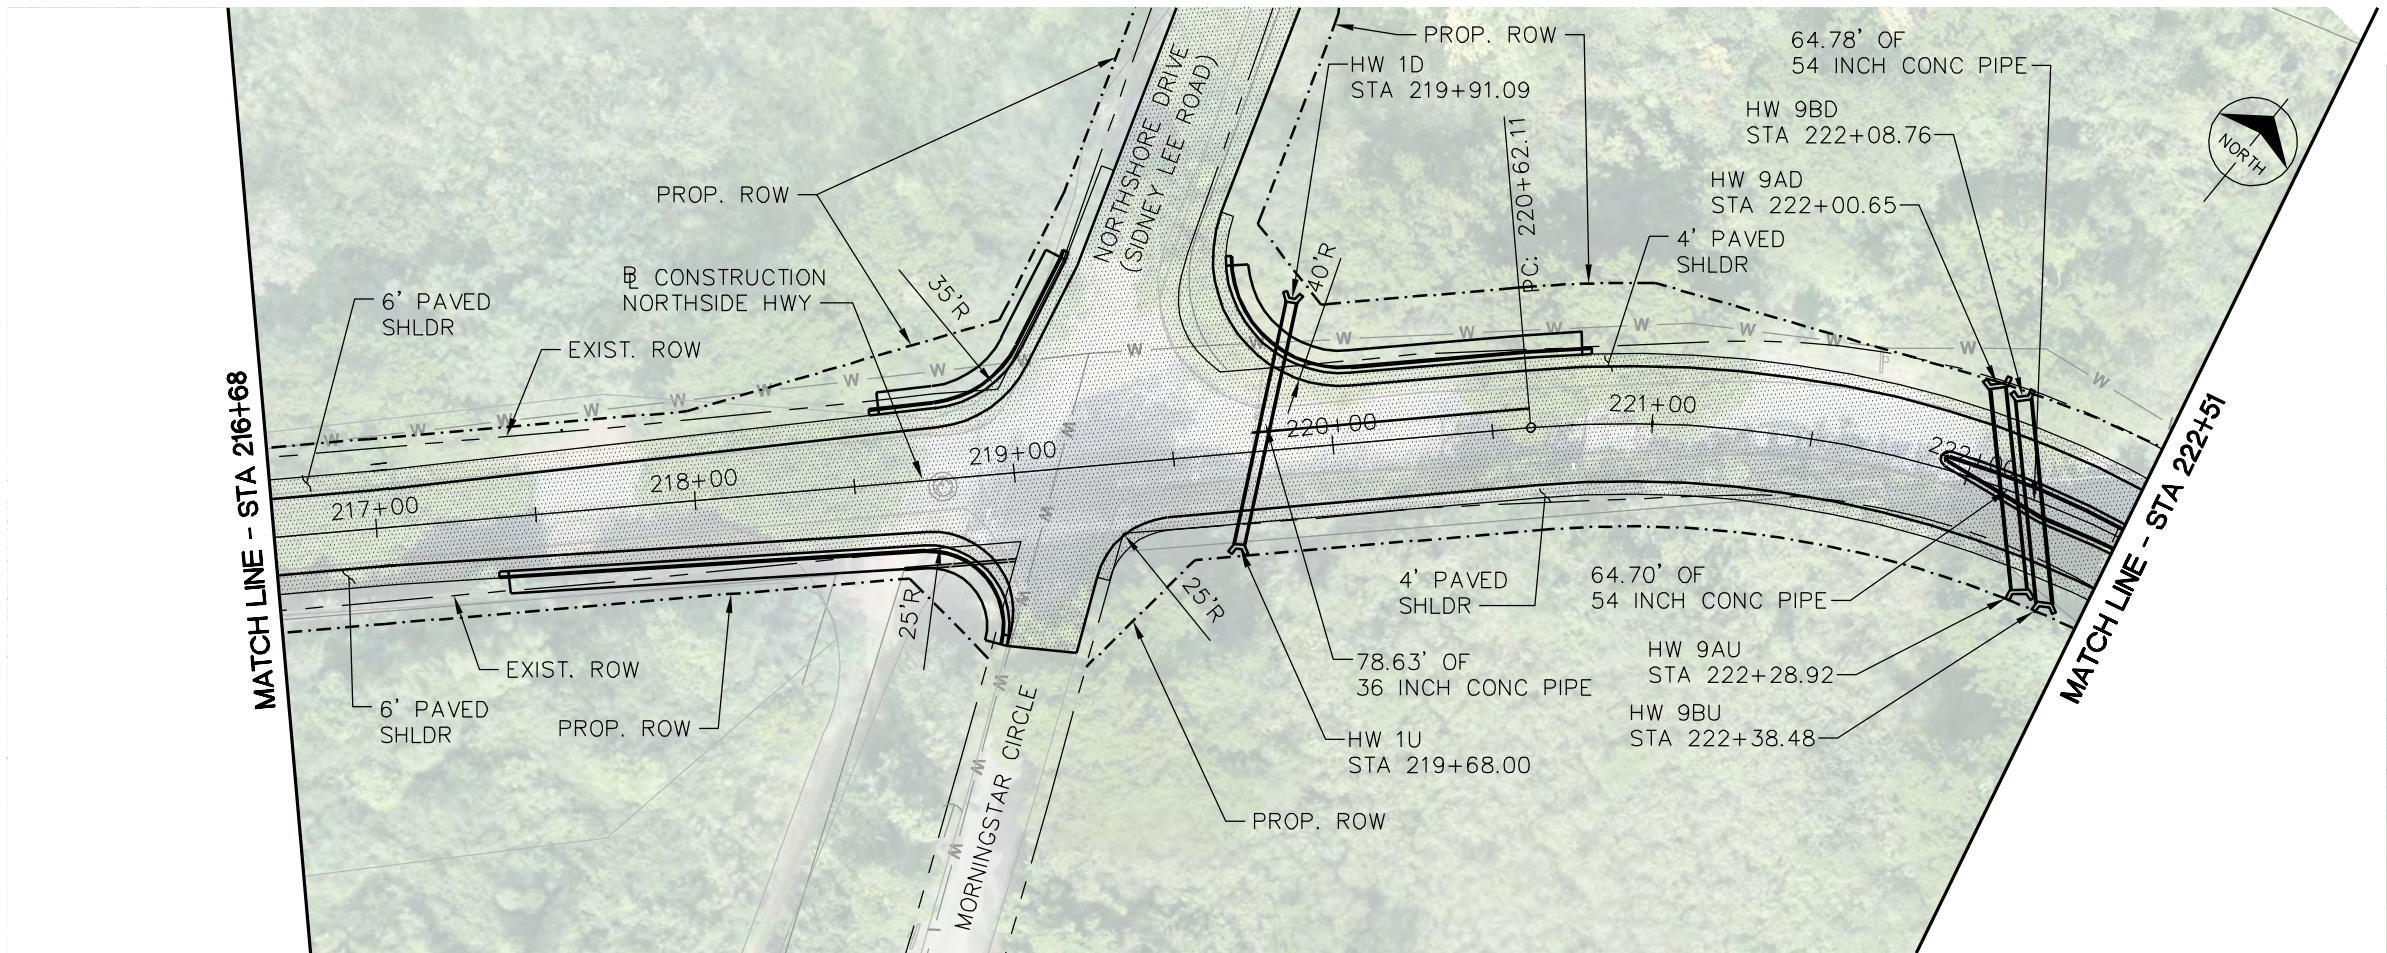 PROP. ROW
64.78' OF
54 INCH CONC PIPE
HW 1D
STA 219+91.09
HW 9BD
STA 222+08.76
NORTH
NORTHSHORE DRIVE
(SIDNEY LEE ROAD)
PC: 220+62.11
HW 9AD
STA 222+00.65
PROP. ROW
4' PAVED
SHLDR
BL CONSTRUCTION
NORTHSIDE HWY
35'R
40'R
6' PAVED
SHLDR
EXIST. ROW
W W W W W W W W W W W W W W W W W W
MATCH LINE - STA 216+68
MATCH LINE - STA 222+51
217+00
218+00
219+00
220+00
221+00
222+00
W
W
W
W
W
W
W
25'R
25'R
4' PAVED
SHLDR
64.70' OF
54 INCH CONC PIPE
EXIST. ROW
78.63' OF
36 INCH CONC PIPE
HW 9AU
STA 222+28.92
6' PAVED
SHLDR
PROP. ROW
HW 9BU
STA 222+38.48
HW 1U
STA 219+68.00
MORNINGSTAR CIRCLE
PROP. ROW